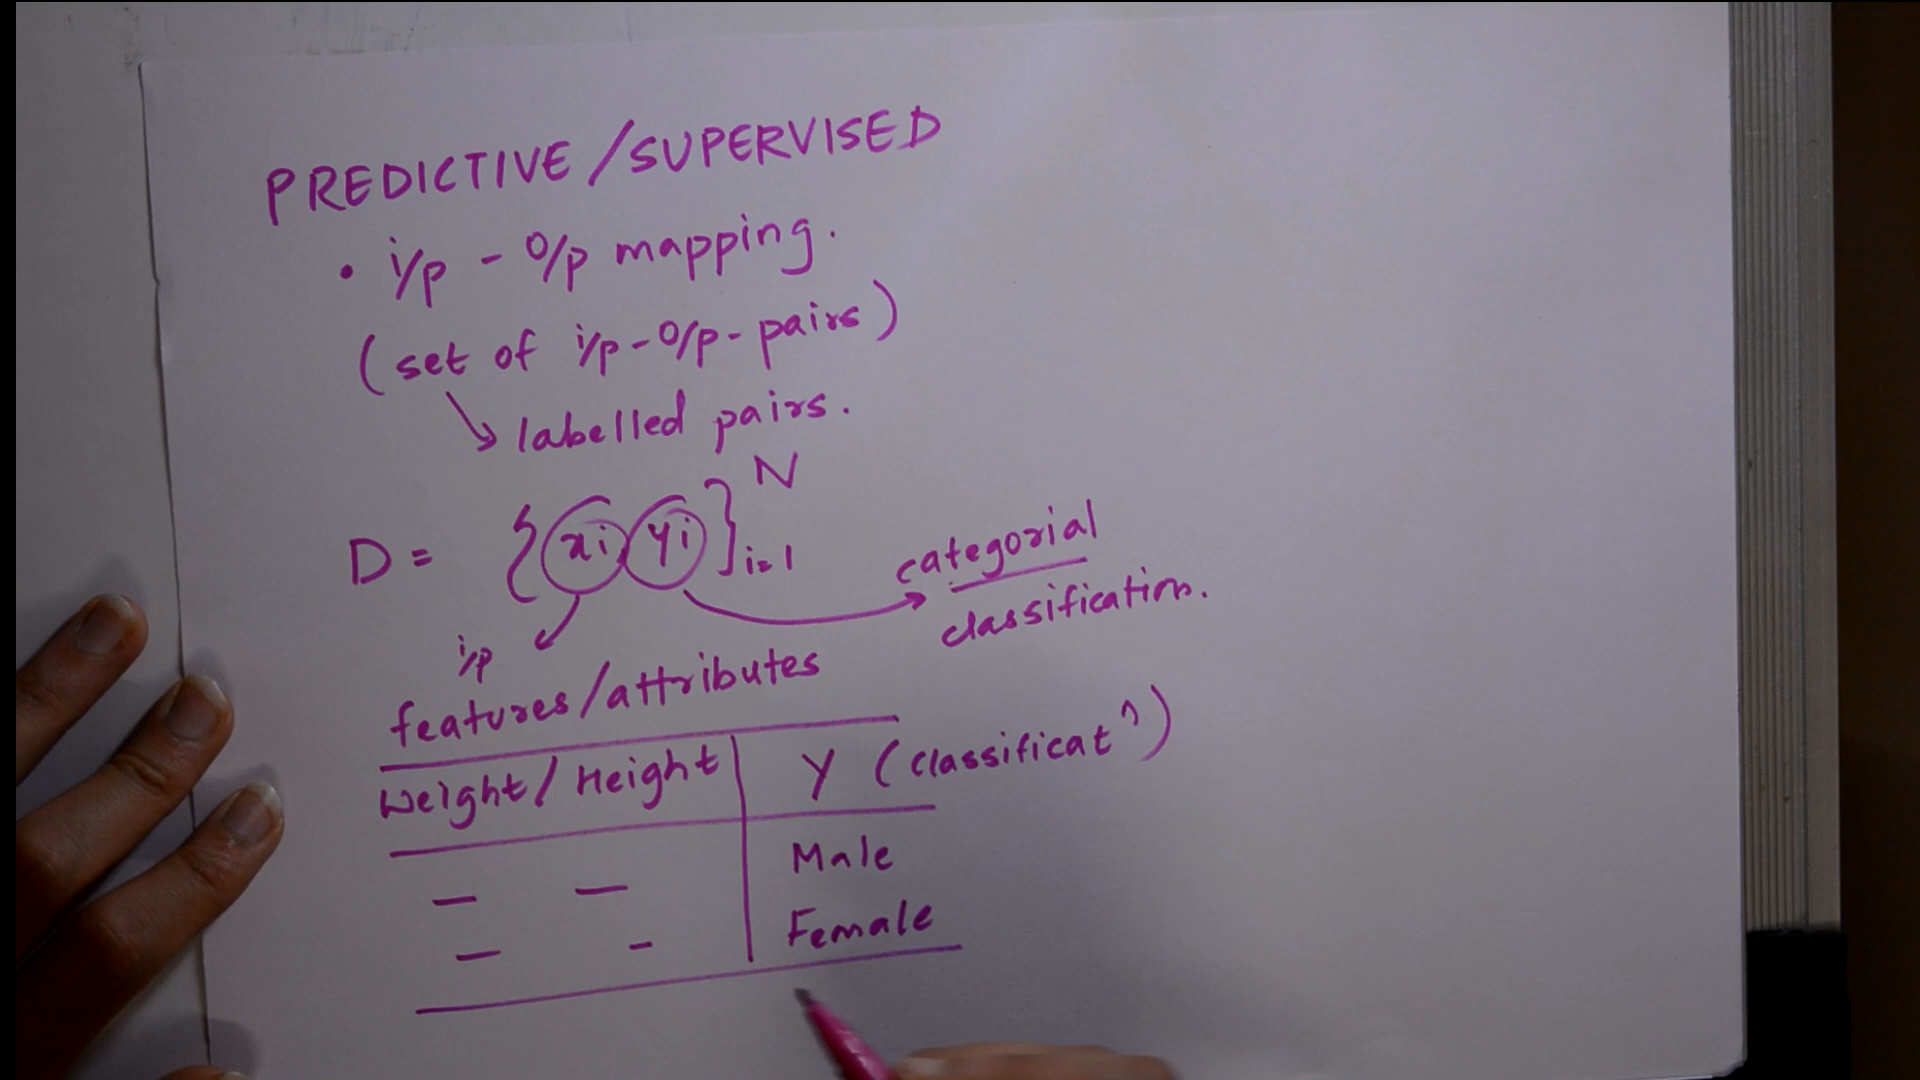 PREDICTIVE/SUPERVISED
• i/p - o/p mapping.
(set of i/p-o/p-pairs)
labelled pairs.
D = {xi, yi}^N i=1
categorial
classification.
i/p
features/attributes
Weight/Height Y (classificat^n)
— — Male
— - Female